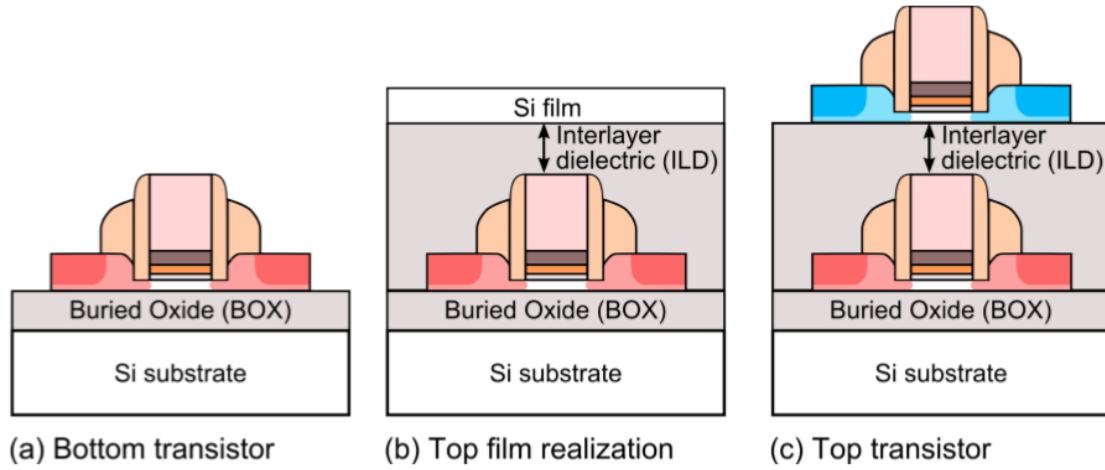 Buried Oxide (BOX)
Si substrate
(a) Bottom transistor
Si film
Interlayer
dielectric (ILD)
Buried Oxide (BOX)
Si substrate
(b) Top film realization
Interlayer
dielectric (ILD)
Buried Oxide (BOX)
Si substrate
(c) Top transistor